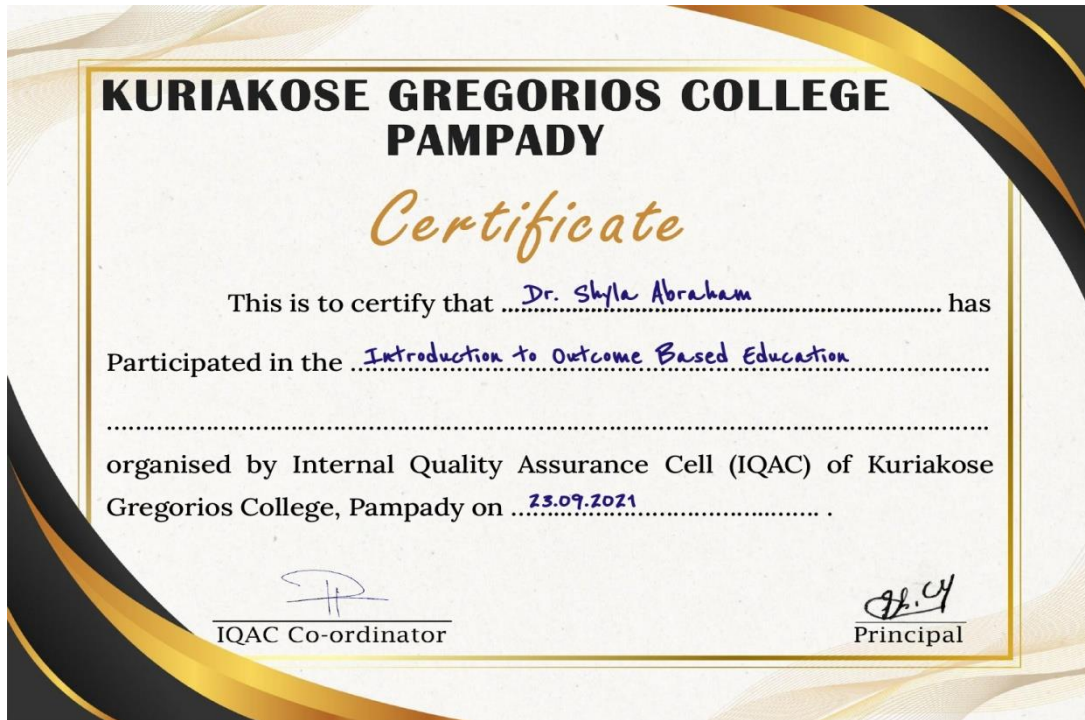 KURIAKOSE GREGORIOS COLLEGE
PAMPADY
Certificate
This is to certify that Dr. Shyla Abraham has
Participated in the Introduction to Outcome Based Education
organised by Internal Quality Assurance Cell (IQAC) of Kuriakose
Gregorios College, Pampady on 23.09.2021 .
IQAC Co-ordinator
Principal